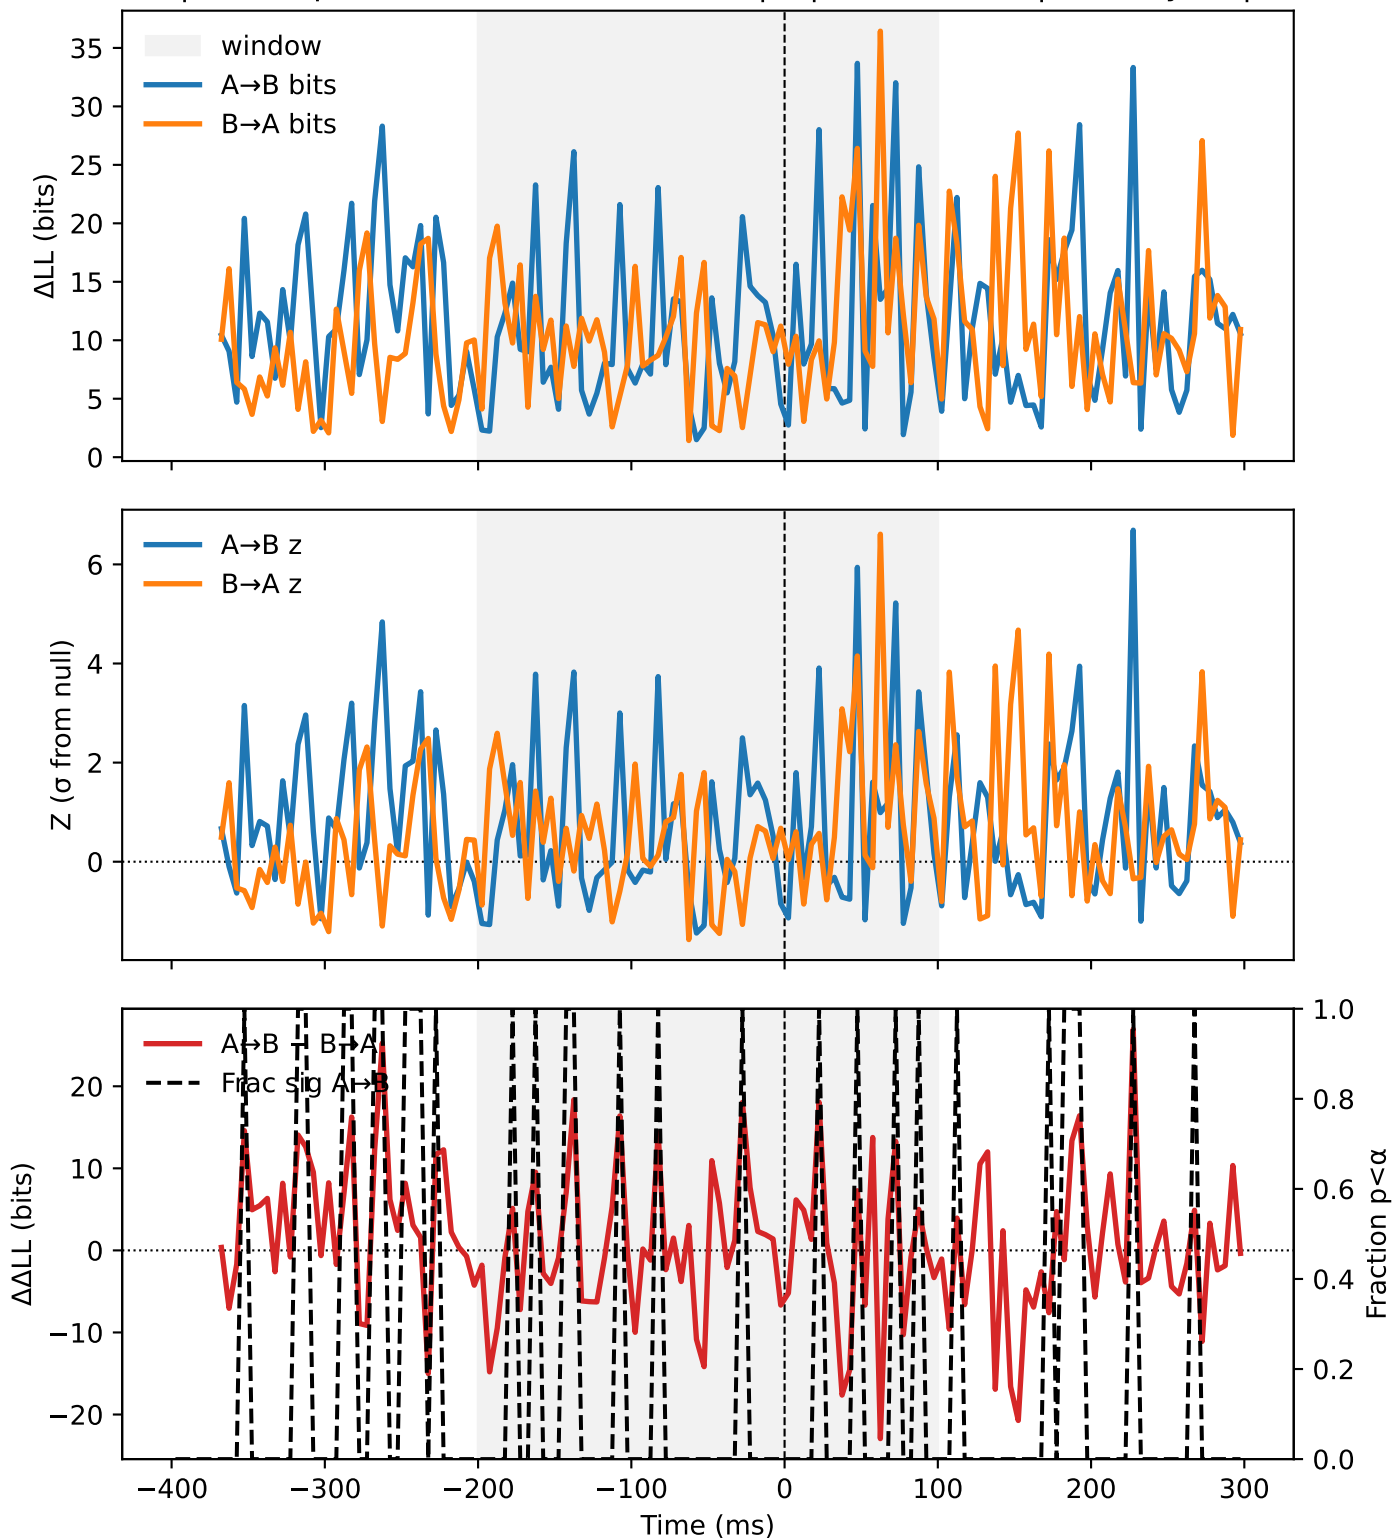 window
A→B bits
B→A bits
ΔLL (bits)
35
30
25
20
15
10
5
0
A→B z
B→A z
Z (σ from null)
6
4
2
0
A→B − B→A
Frac sig A→B
ΔΔLL (bits)
20
10
0
−10
−20
1.0
0.8
0.6
0.4
0.2
0.0
Fraction p<α
−400 −300 −200 −100 0 100 200 300
Time (ms)